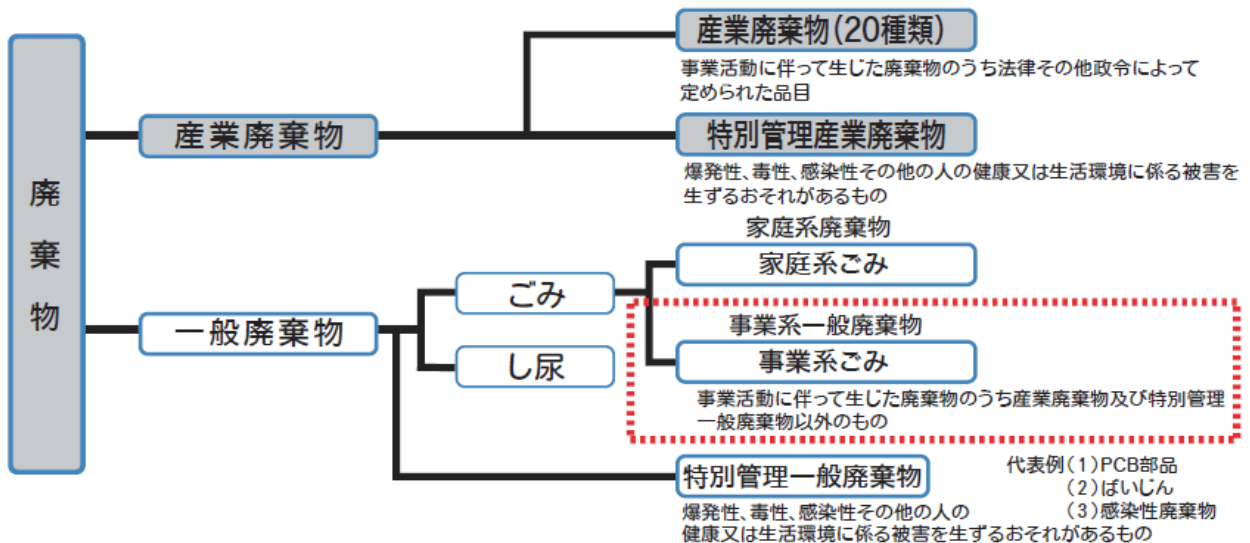 廃棄物
産業廃棄物
産業廃棄物(20種類)
事業活動に伴って生じた廃棄物のうち法律その他政令によって
定められた品目
特別管理産業廃棄物
爆発性、毒性、感染性その他の人の健康又は生活環境に係る被害を
生ずるおそれがあるもの
一般廃棄物
ごみ
家庭系廃棄物
家庭系ごみ
事業系一般廃棄物
事業系ごみ
事業活動に伴って生じた廃棄物のうち産業廃棄物及び特別管理
一般廃棄物以外のもの
し尿
特別管理一般廃棄物
爆発性、毒性、感染性その他の人の
健康又は生活環境に係る被害を生ずるおそれがあるもの
代表例(1)PCB部品
(2)ばいじん
(3)感染性廃棄物